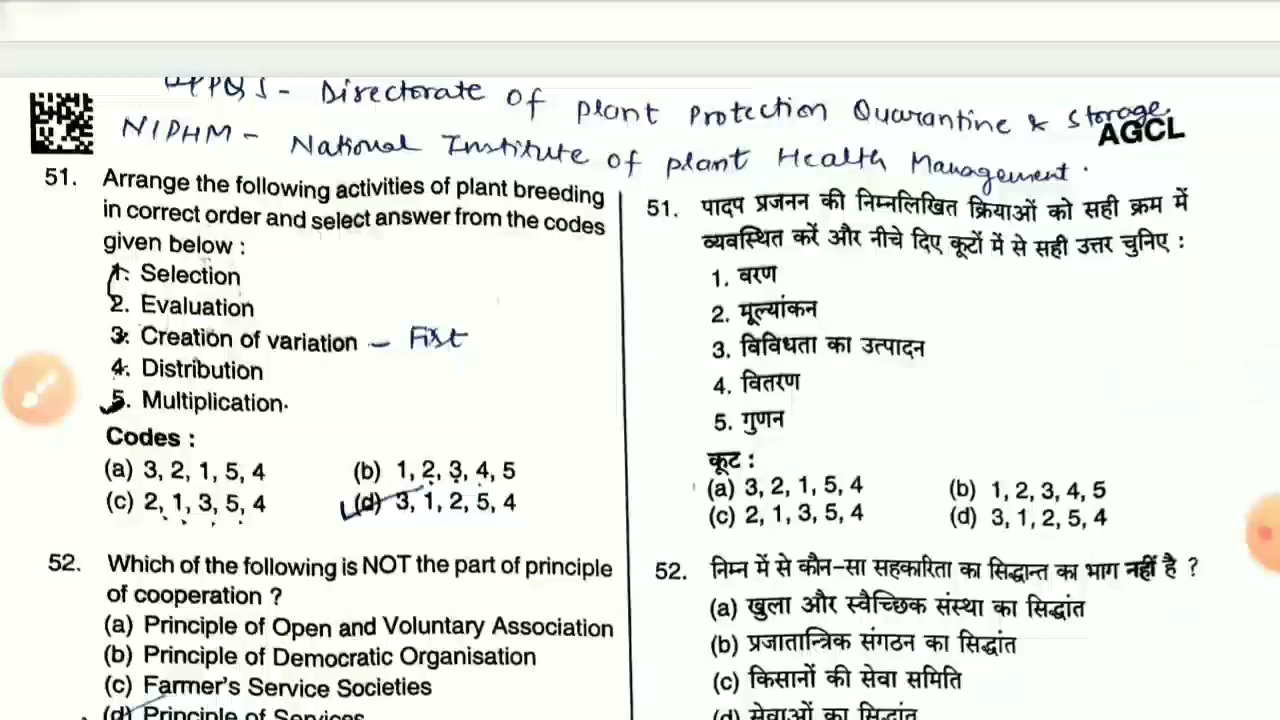 Directorate of plant Protection Quarantine & Storage
NIPHM - National Institute of plant Health Management.
AGCL
51. Arrange the following activities of plant breeding
in correct order and select answer from the codes
given below :
1. Selection
2. Evaluation
3. Creation of variation – First
4. Distribution
5. Multiplication.
Codes :
(a) 3, 2, 1, 5, 4 (b) 1, 2, 3, 4, 5
(c) 2, 1, 3, 5, 4 (d) 3, 1, 2, 5, 4
52. Which of the following is NOT the part of principle
of cooperation ?
(a) Principle of Open and Voluntary Association
(b) Principle of Democratic Organisation
(c) Farmer's Service Societies
(d) Principle of Services
51. पादप प्रजनन की निम्नलिखित क्रियाओं को सही क्रम में
व्यवस्थित करें और नीचे दिए कूटों में से सही उत्तर चुनिए :
1. वरण
2. मूल्यांकन
3. विविधता का उत्पादन
4. वितरण
5. गुणन
कूट :
(a) 3, 2, 1, 5, 4 (b) 1, 2, 3, 4, 5
(c) 2, 1, 3, 5, 4 (d) 3, 1, 2, 5, 4
52. निम्न में से कौन-सा सहकारिता का सिद्धान्त का भाग नहीं है ?
(a) खुला और स्वैच्छिक संस्था का सिद्धांत
(b) प्रजातान्त्रिक संगठन का सिद्धांत
(c) किसानों की सेवा समिति
(d) सेवाओं का सिद्धांत